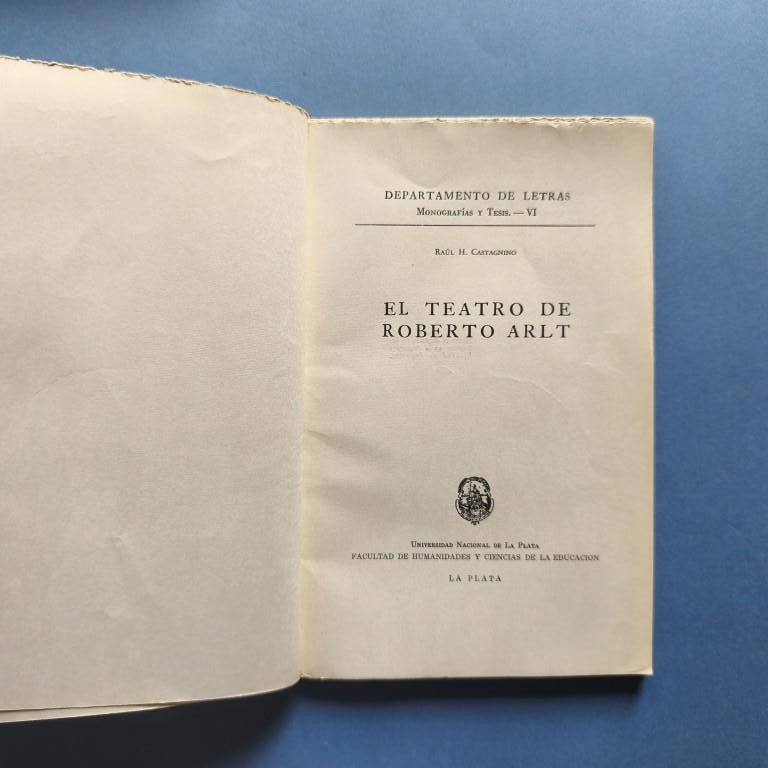 DEPARTAMENTO DE LETRAS
Monografías y Tesis. — VI
Raúl H. Castagnino
EL TEATRO DE
ROBERTO ARLT
Universidad Nacional de La Plata
FACULTAD DE HUMANIDADES Y CIENCIAS DE LA EDUCACION
LA PLATA